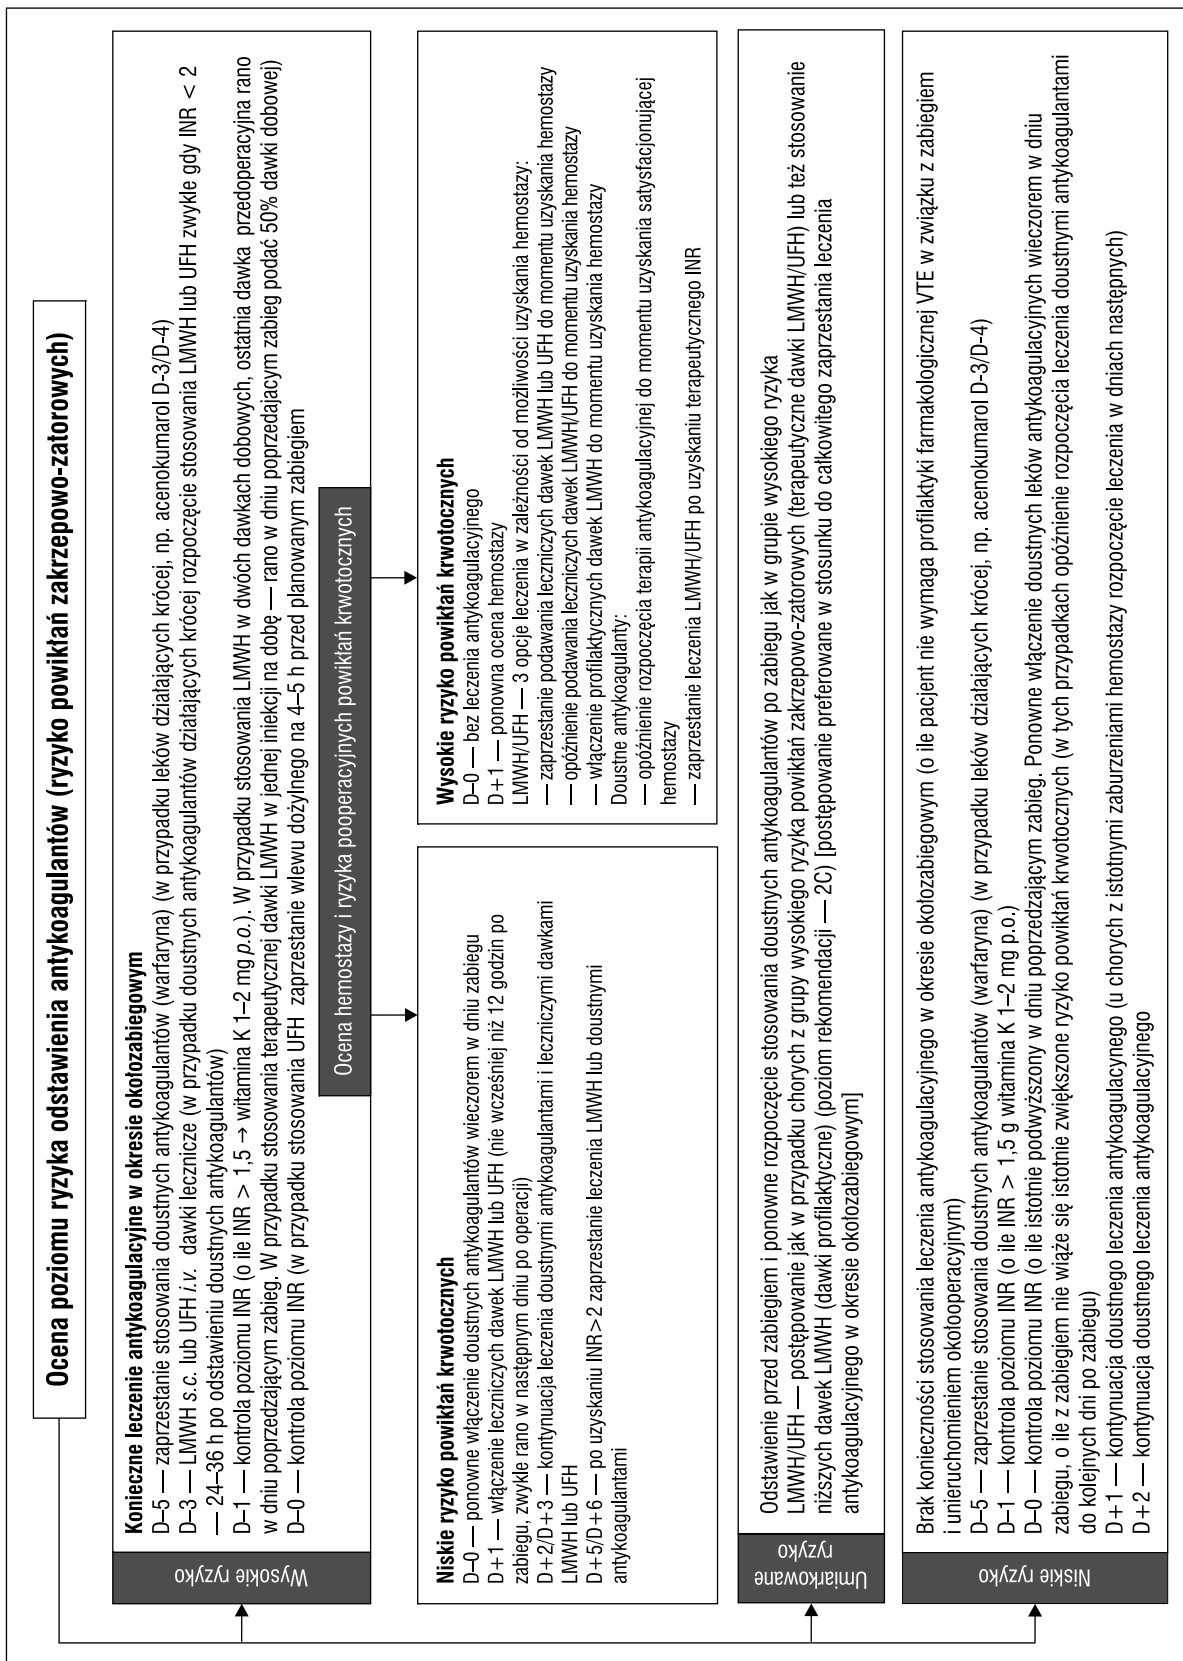 Ocena poziomu ryzyka odstawienia antykoagulantów (ryzyko powikłań zakrzepowo-zatorowych)
Wysokie ryzyko
Konieczne leczenie antykoagulacyjne w okresie okołozabiegowym
D–5 — zaprzestanie stosowania doustnych antykoagulantów (warfaryna) (w przypadku leków działających krócej, np. acenokumarol D-3/D-4)
D–3 — LMWH s.c. lub UFH i.v. dawki lecznicze (w przypadku doustnych antykoagulantów działających krócej rozpoczęcie stosowania LMWH lub UFH zwykle gdy INR < 2
— 24–36 h po odstawieniu doustnych antykoagulantów)
D–1 — kontrola poziomu INR (o ile INR > 1,5 → witamina K 1–2 mg p.o.). W przypadku stosowania LMWH w dwóch dawkach dobowych, ostatnia dawka przedoperacyjna rano
w dniu poprzedzającym zabieg. W przypadku stosowania terapeutycznej dawki LMWH w jednej inekcji na dobę — rano w dniu poprzedającym zabieg podać 50% dawki dobowej)
D–0 — kontrola poziomu INR (w przypadku stosowania UFH zaprzestanie wlewu dożylnego na 4–5 h przed planowanym zabiegiem
Ocena hemostazy i ryzyka pooperacyjnych powikłań krwotocznych
Niskie ryzyko powikłań krwotocznych
D–0 — ponowne włączenie doustnych antykoagulantów wieczorem w dniu zabiegu
D+1 — włączenie leczniczych dawek LMWH lub UFH (nie wcześniej niż 12 godzin po
zabiegu, zwykle rano w następnym dniu po operacji)
D+2/D+3 — kontynuacja leczenia doustnymi antykoagulantami i leczniczymi dawkami
LMWH lub UFH
D+5/D+6 — po uzyskaniu INR> 2 zaprzestanie leczenia LMWH lub doustnymi
antykoagulantami
Wysokie ryzyko powikłań krwotocznych
D–0 — bez leczenia antykoagulacyjnego
D+1 — ponowna ocena hemostazy
LMWH/UFH — 3 opcje leczenia w zależności od możliwości uzyskania hemostazy:
— zaprzestanie podawania leczniczych dawek LMWH lub UFH do momentu uzyskania hemostazy
— opóźnienie podawania leczniczych dawek LMWH/UFH do momentu uzyskania hemostazy
— włączenie profilaktycznych dawek LMWH do momentu uzyskania hemostazy
Doustne antykoagulanty:
— opóźnienie rozpoczęcia terapii antykoagulacyjnej do momentu uzyskania satysfacjonującej
hemostazy
— zaprzestanie leczenia LMWH/UFH po uzyskaniu terapeutycznego INR
Umiarkowane
ryzyko
Odstawienie przed zabiegiem i ponowne rozpoczęcie stosowania doustnych antykoagulantów po zabiegu jak w grupie wysokiego ryzyka
LMWH/UFH — postępowanie jak w przypadku chorych z grupy wysokiego ryzyka powikłań zakrzepowo-zatorowych (terapeutyczne dawki LMWH/UFH) lub też stosowanie
niższych dawek LMWH (dawki profilaktyczne) (poziom rekomendacji — 2C) [postępowanie preferowane w stosunku do całkowitego zaprzestania leczenia
antykoagulacyjnego w okresie okołozabiegowym]
Niskie ryzyko
Brak konieczności stosowania leczenia antykoagulacyjnego w okresie okołozabiegowym (o ile pacjent nie wymaga profilaktyki farmakologicznej VTE w związku z zabiegiem
i unieruchomieniem okołooperacyjnym)
D–5 — zaprzestanie stosowania doustnych antykoagulantów (warfaryna) (w przypadku leków działających krócej, np. acenokumarol D-3/D-4)
D–1 — kontrola poziomu INR (o ile INR > 1,5 g witamina K 1–2 mg p.o.)
D–0 — kontrola poziomu INR (o ile istotnie podwyższony w dniu poprzedzającym zabieg. Ponowne włączenie doustnych leków antykoagulacyjnych wieczorem w dniu
zabiegu, o ile z zabiegiem nie wiąże się istotnie zwiększone ryzyko powikłań krwotocznych (w tych przypadkach opóźnienie rozpoczęcia leczenia doustnymi antykoagulantami
do kolejnych dni po zabiegu)
D+1 — kontynuacja doustnego leczenia antykoagulacynego (u chorych z istotnymi zaburzeniami hemostazy rozpoczęcie leczenia w dniach następnych)
D+2 — kontynuacja doustnego leczenia antykoagulacyjnego